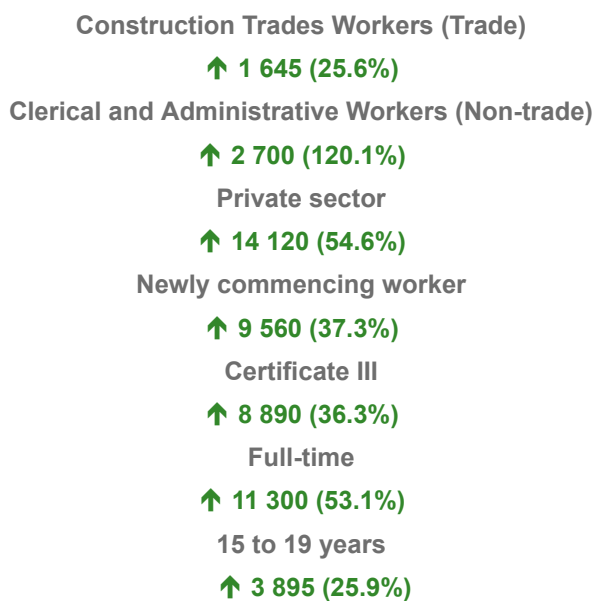 Construction Trades Workers (Trade)
↑ 1 645 (25.6%)
Clerical and Administrative Workers (Non-trade)
↑ 2 700 (120.1%)
Private sector
↑ 14 120 (54.6%)
Newly commencing worker
↑ 9 560 (37.3%)
Certificate III
↑ 8 890 (36.3%)
Full-time
↑ 11 300 (53.1%)
15 to 19 years
↑ 3 895 (25.9%)